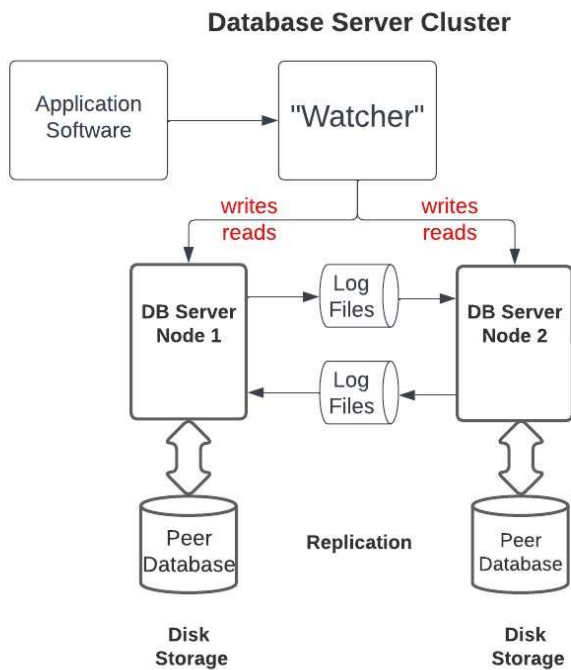 Database Server Cluster
Application
Software
"Watcher"
writes
reads
writes
reads
DB Server
Node 1
Log
Files
DB Server
Node 2
Log
Files
Peer
Database
Replication
Peer
Database
Disk
Storage
Disk
Storage